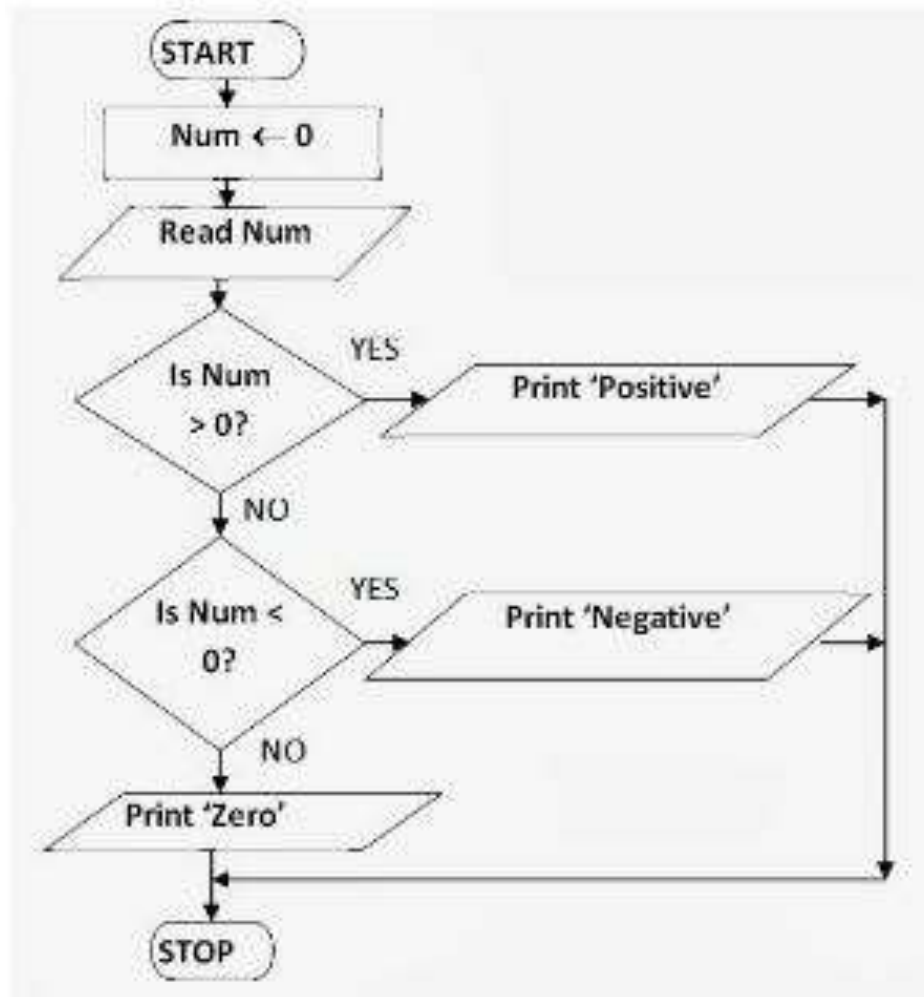 START
Num ← 0
Read Num
Is Num
> 0?
YES
Print ‘Positive’
NO
Is Num <
0?
YES
Print ‘Negative’
NO
Print ‘Zero’
STOP